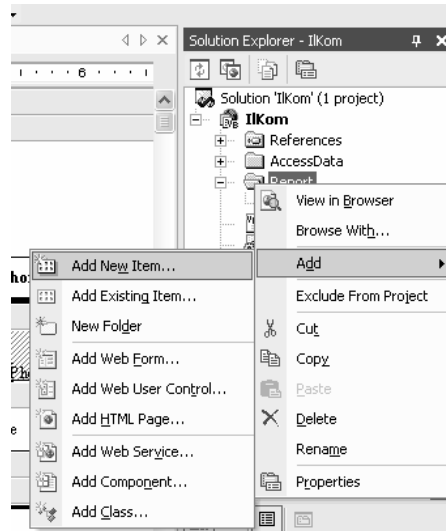 Solution Explorer - IlKom
6
Solution 'IlKom' (1 project)
IlKom
References
AccessData
Report
View in Browser
Browse With...
Add
Exclude From Project
Cut
Copy
Paste
Delete
Rename
Properties
Add New Item...
Add Existing Item...
New Folder
Add Web Form...
Add Web User Control...
Add HTML Page...
Add Web Service...
Add Component...
Add Class...